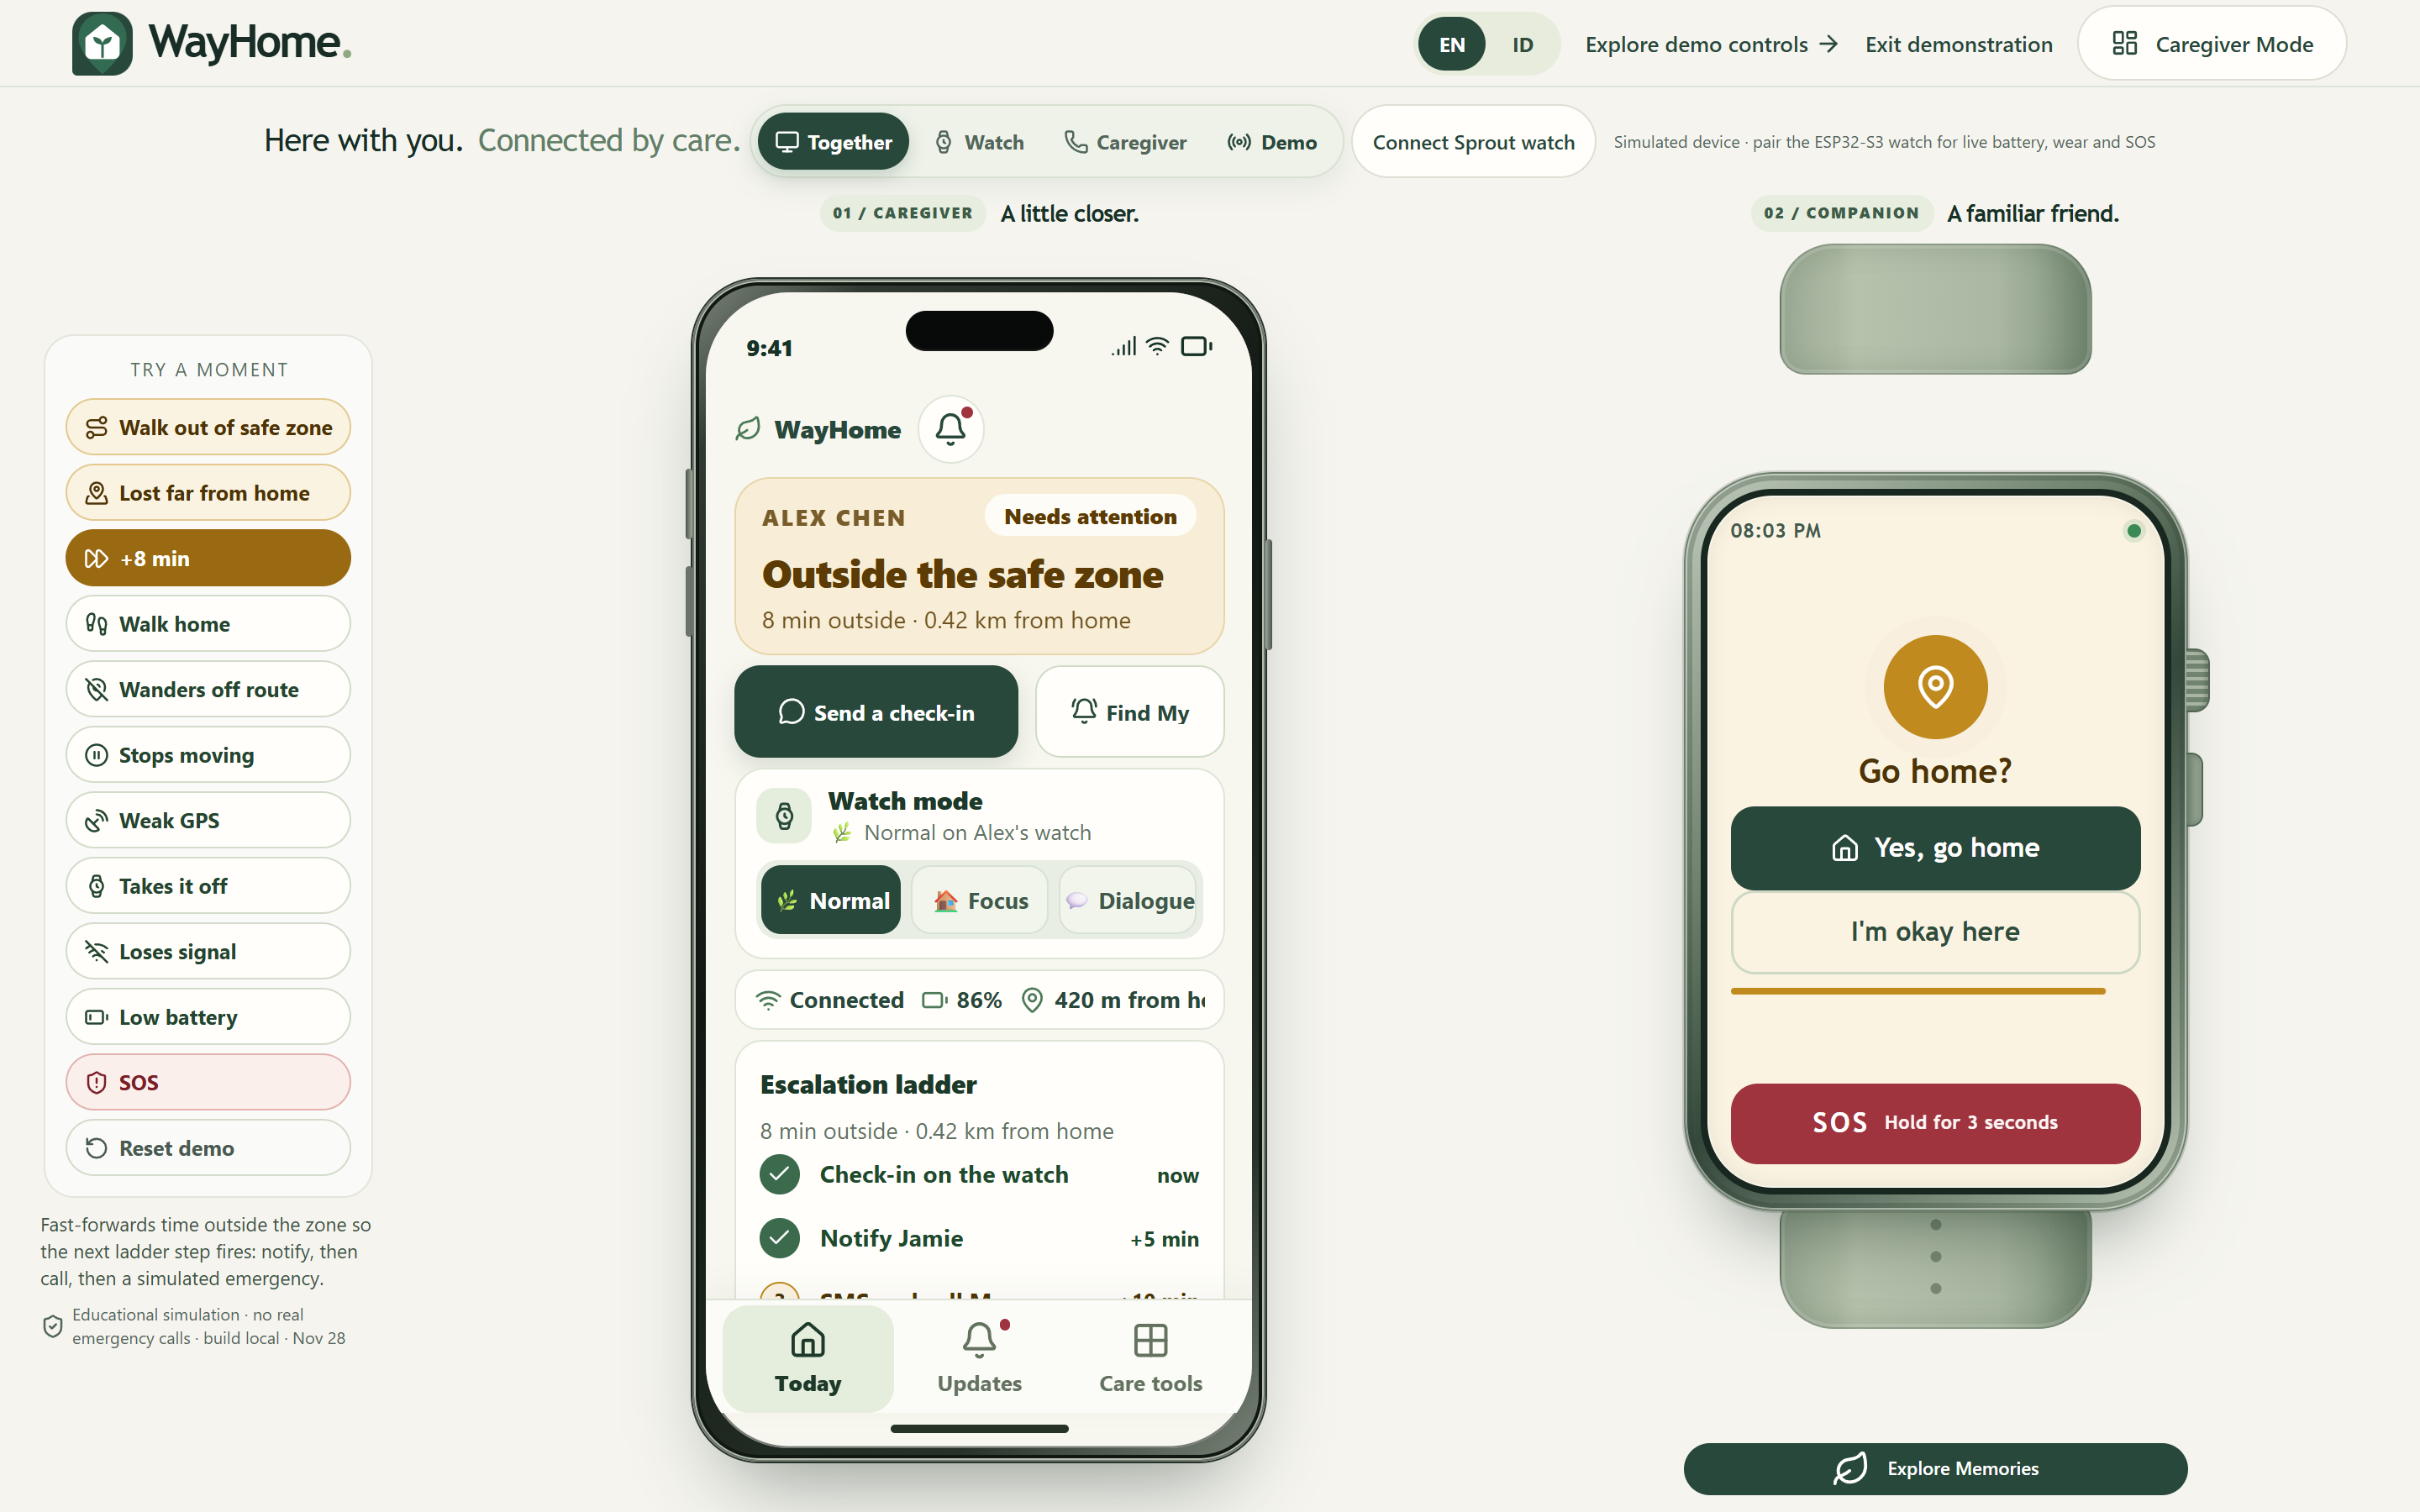 WayHome.
EN ID Explore demo controls → Exit demonstration Caregiver Mode
Here with you. Connected by care. Together Watch Caregiver Demo Connect Sprout watch Simulated device · pair the ESP32-S3 watch for live battery, wear and SOS
01 / CAREGIVER A little closer.
02 / COMPANION A familiar friend.
TRY A MOMENT
Walk out of safe zone
Lost far from home
+8 min
Walk home
Wanders off route
Stops moving
Weak GPS
Takes it off
Loses signal
Low battery
SOS
Reset demo
Fast-forwards time outside the zone so
the next ladder step fires: notify, then
call, then a simulated emergency.
Educational simulation · no real
emergency calls · build local · Nov 28
9:41
WayHome
ALEX CHEN Needs attention
Outside the safe zone
8 min outside · 0.42 km from home
Send a check-in Find My
Watch mode
Normal on Alex's watch
Normal Focus Dialogue
Connected 86% 420 m from
Escalation ladder
8 min outside · 0.42 km from home
Check-in on the watch now
Notify Jamie +5 min
Today Updates Care tools
08:03 PM
Go home?
Yes, go home
I'm okay here
SOS Hold for 3 seconds
Explore Memories